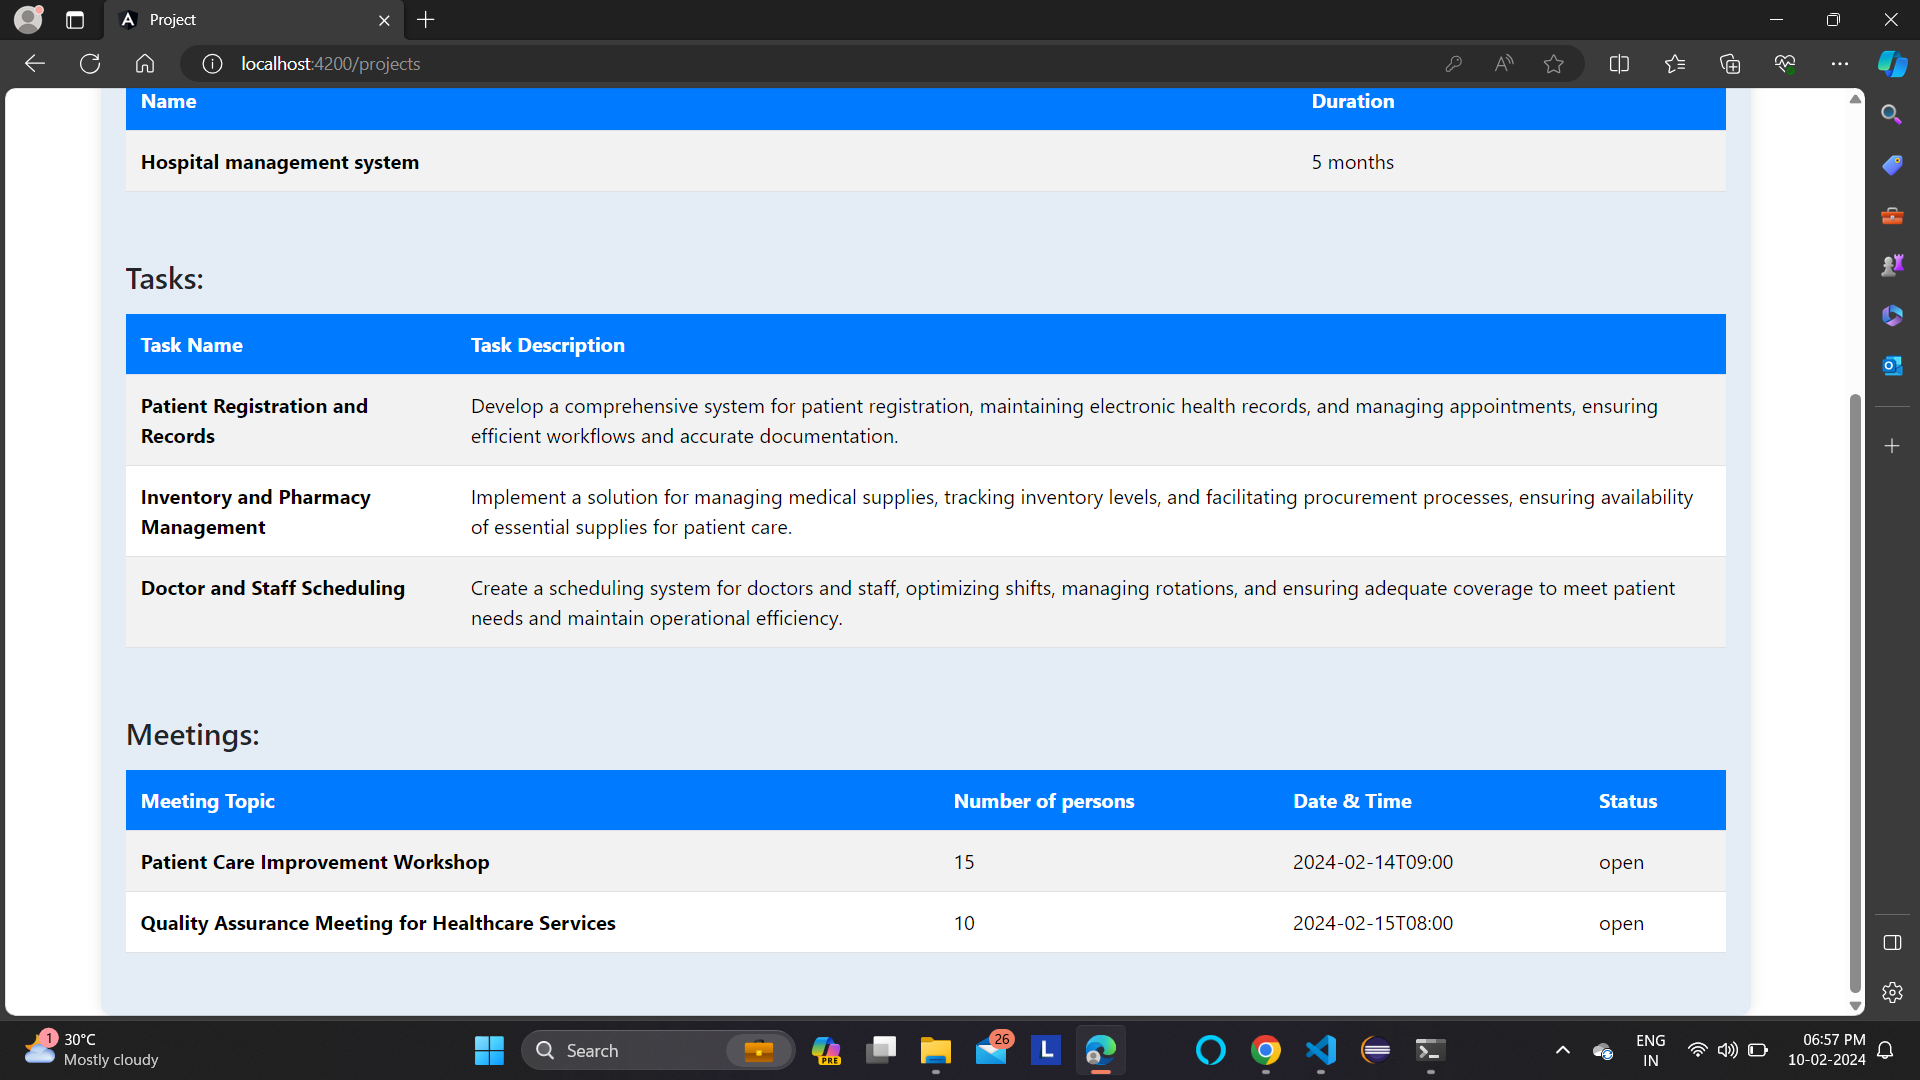 Project
localhost:4200/projects
Name Duration
Hospital management system 5 months
Tasks:
Task Name Task Description
Patient Registration and
Records
Develop a comprehensive system for patient registration, maintaining electronic health records, and managing appointments, ensuring
efficient workflows and accurate documentation.
Inventory and Pharmacy
Management
Implement a solution for managing medical supplies, tracking inventory levels, and facilitating procurement processes, ensuring availability
of essential supplies for patient care.
Doctor and Staff Scheduling
Create a scheduling system for doctors and staff, optimizing shifts, managing rotations, and ensuring adequate coverage to meet patient
needs and maintain operational efficiency.
Meetings:
Meeting Topic Number of persons Date & Time Status
Patient Care Improvement Workshop 15 2024-02-14T09:00 open
Quality Assurance Meeting for Healthcare Services 10 2024-02-15T08:00 open
1
30°C
Mostly cloudy
Search
PRE
26
L
ENG
IN
06:57 PM
10-02-2024